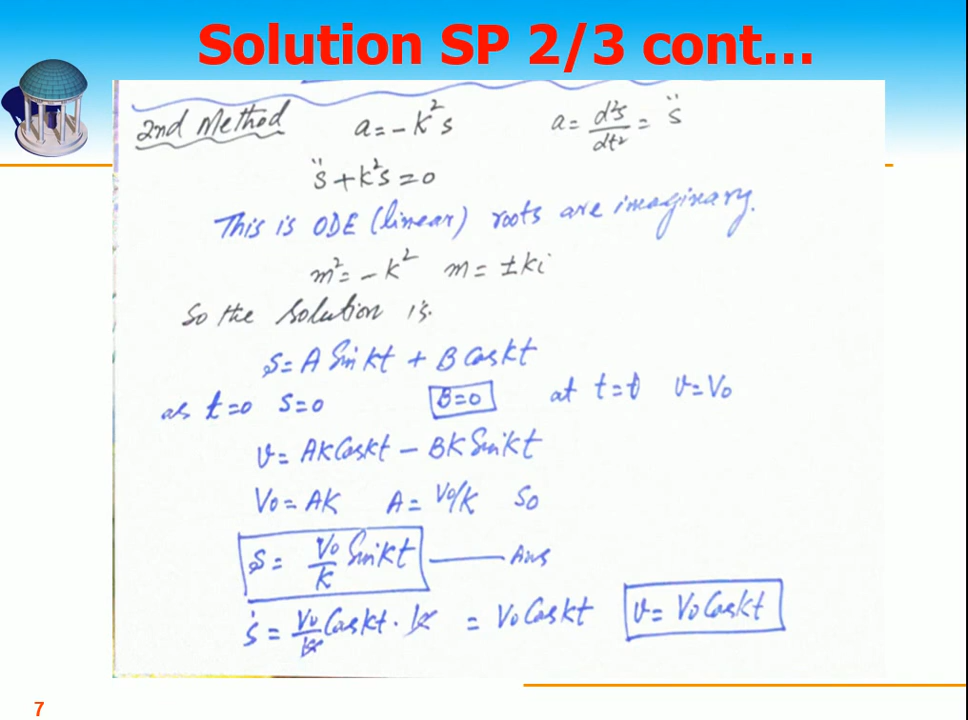 Solution SP 2/3 cont...
2nd Method a = -k²s a = d²s/dt² = s̈
s̈ + k²s = 0
This is ODE (linear) roots are imaginary.
m² = -k² m = ±ki
So the solution is.
s = A Sin kt + B Cos kt
as t=0 s=0 B=0 at t=0 v=V₀
v = AK Cos kt - BK Sin kt
V₀ = AK A = V₀/K So
s = V₀/K Sin kt Ans
ṡ = V₀/k Cos kt . k = V₀ Cos kt v = V₀ Cos kt
7